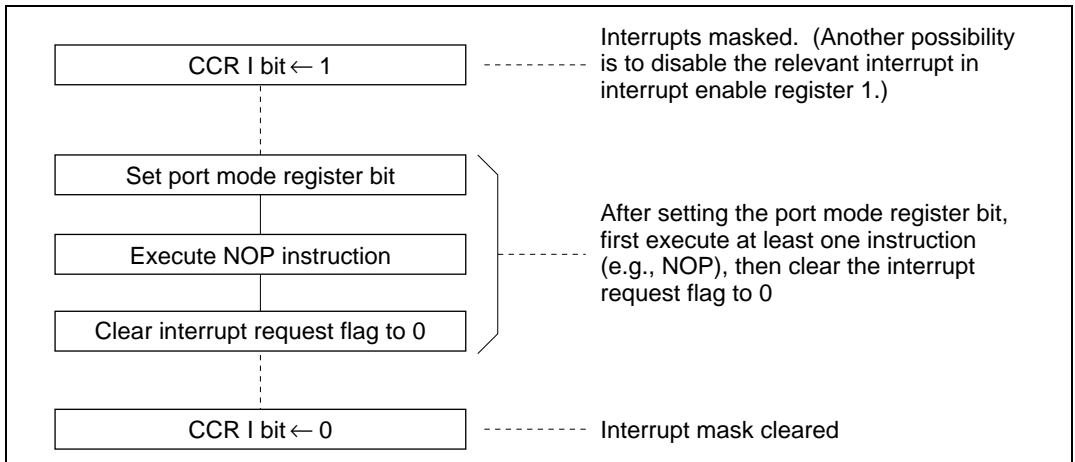 CCR I bit ← 1
Interrupts masked. (Another possibility
is to disable the relevant interrupt in
interrupt enable register 1.)
Set port mode register bit
Execute NOP instruction
Clear interrupt request flag to 0
After setting the port mode register bit,
first execute at least one instruction
(e.g., NOP), then clear the interrupt
request flag to 0
CCR I bit ← 0
Interrupt mask cleared